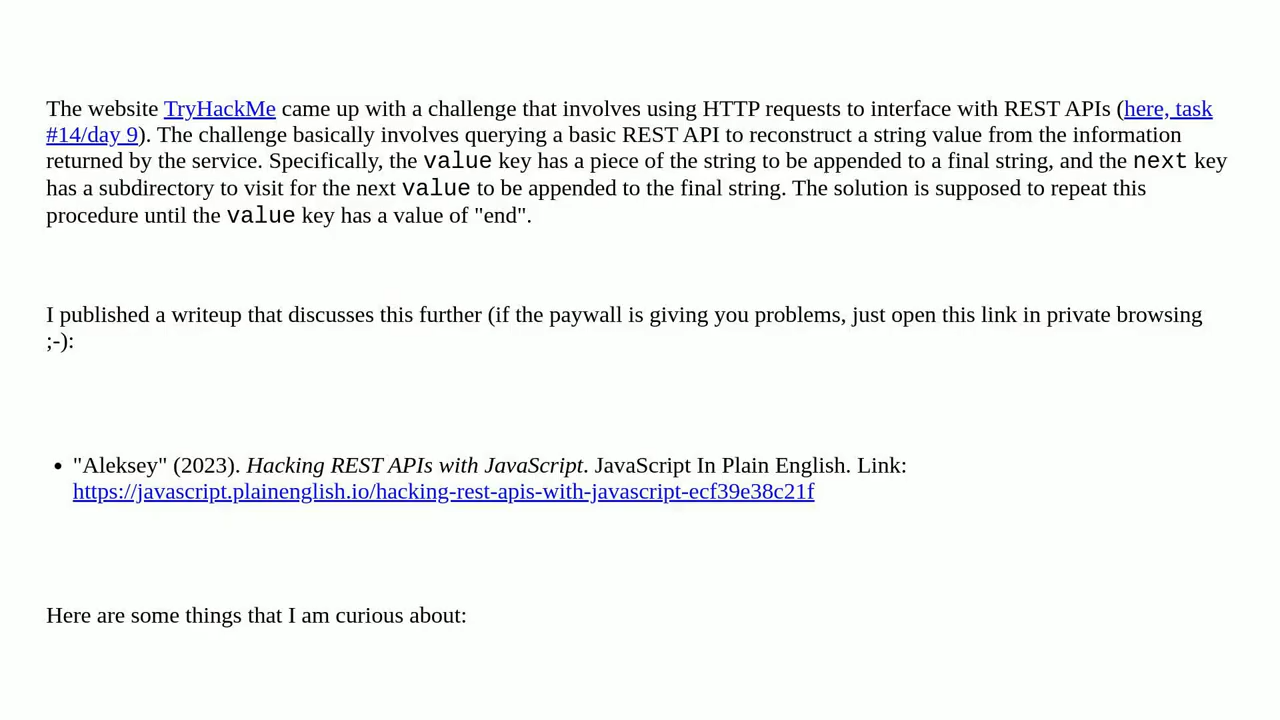 The website TryHackMe came up with a challenge that involves using HTTP requests to interface with REST APIs (here, task
#14/day 9). The challenge basically involves querying a basic REST API to reconstruct a string value from the information
returned by the service. Specifically, the value key has a piece of the string to be appended to a final string, and the next key
has a subdirectory to visit for the next value to be appended to the final string. The solution is supposed to repeat this
procedure until the value key has a value of "end".
I published a writeup that discusses this further (if the paywall is giving you problems, just open this link in private browsing
;-):
• "Aleksey" (2023). Hacking REST APIs with JavaScript. JavaScript In Plain English. Link:
https://javascript.plainenglish.io/hacking-rest-apis-with-javascript-ecf39e38c21f
Here are some things that I am curious about: